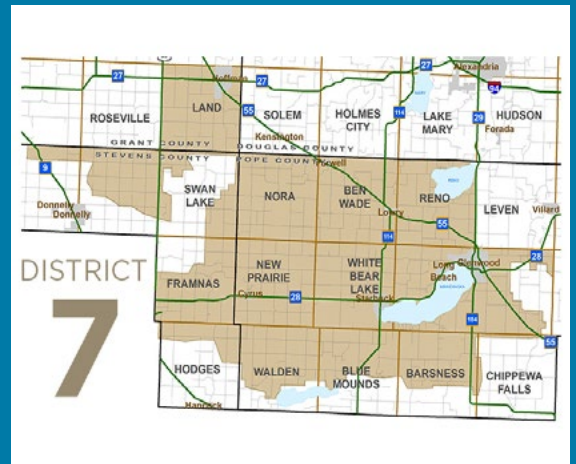 Alexandria
27
27
Hoffman
27
94
LAND
55
SOLEM
HOLMES
CITY
114
LAKE
MARY
29
HUDSON
ROSEVILLE
Forada
Kensington
GRANT COUNTY
DOUGLAS COUNTY
STEVENS COUNTY
POPE COUNTY
Farwell
9
SWAN
LAKE
NORA
BEN
WADE
RENO
LEVEN
Villard
Donnelly
Donnelly
Lowry
55
114
28
DISTRICT
7
FRAMNAS
NEW
PRAIRIE
WHITE
BEAR
LAKE
Long
Beach
Glenwood
Cyrus
28
Starbuck
104
55
HODGES
WALDEN
BLUE
MOUNDS
BARSNESS
CHIPPEWA
FALLS
Hancock